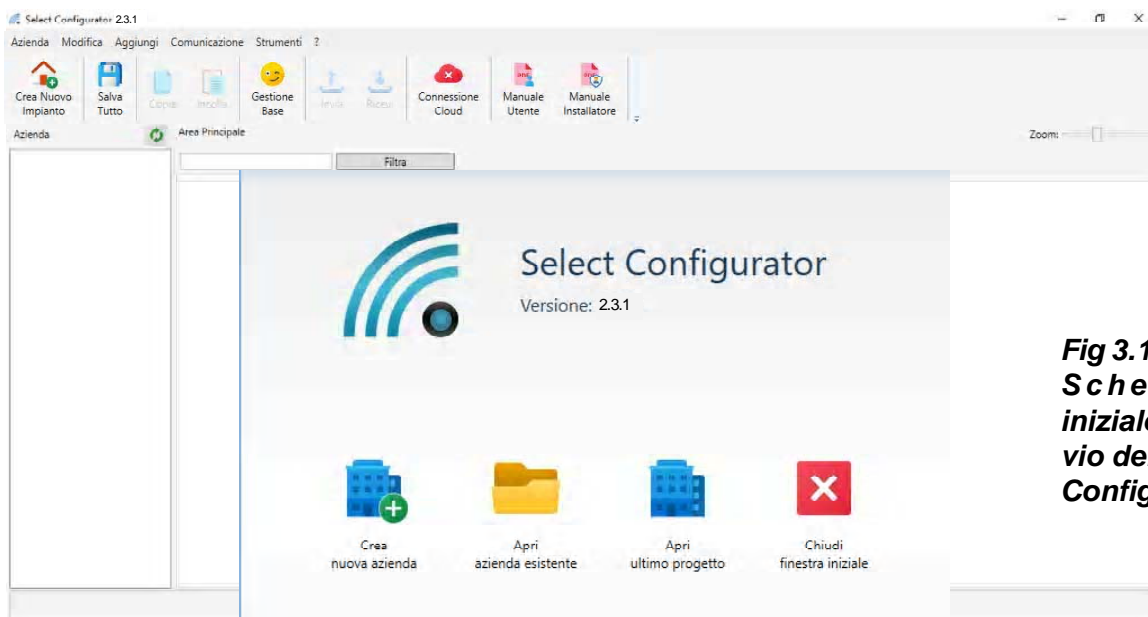 Select Configurator 2.3.1
Azienda Modifica Aggiungi Comunicazione Strumenti ?
Crea Nuovo Impianto
Salva Tutto
Copia
Incolla
Gestione Base
Invia
Ricevi
Connessione Cloud
Manuale Utente
Manuale Installatore
Azienda
Area Principale
Zoom:
Filtra
Select Configurator
Versione: 2.3.1
Crea
nuova azienda
Apri
azienda esistente
Apri
ultimo progetto
Chiudi
finestra iniziale
Fig 3.1
Sche
iniziale
vio de
Config